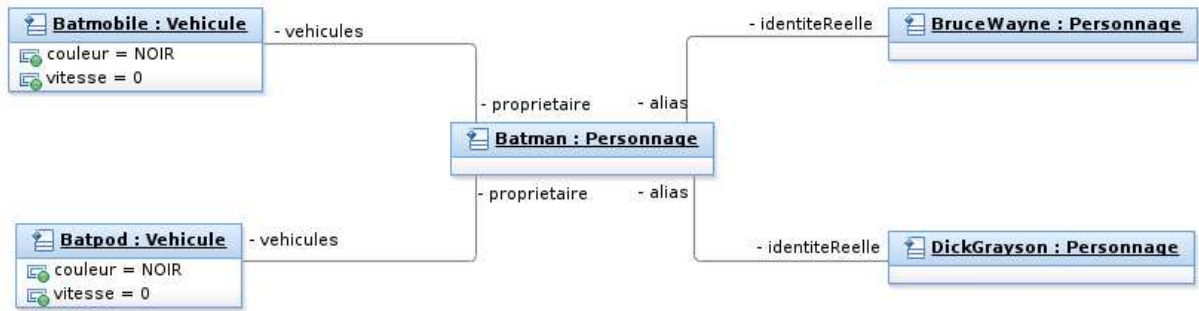 Batmobile : Vehicule
couleur = NOIR
vitesse = 0
- vehicules
- proprietaire
- identiteReelle
BruceWayne : Personnage
- alias
Batman : Personnage
- proprietaire
- alias
Batpod : Vehicule
couleur = NOIR
vitesse = 0
- vehicules
- identiteReelle
DickGrayson : Personnage